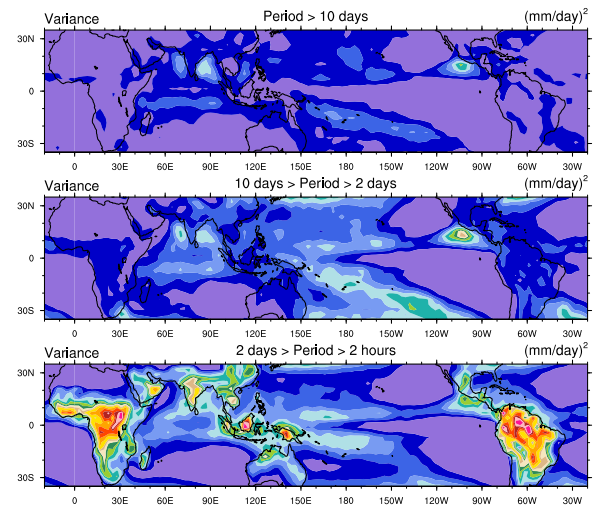 Variance Period > 10 days (mm/day)2
30N
0
30S
0 30E 60E 90E 120E 150E 180 150W 120W 90W 60W 30W
Variance 10 days > Period > 2 days (mm/day)2
30N
0
30S
0 30E 60E 90E 120E 150E 180 150W 120W 90W 60W 30W
Variance 2 days > Period > 2 hours (mm/day)2
30N
0
30S
0 30E 60E 90E 120E 150E 180 150W 120W 90W 60W 30W